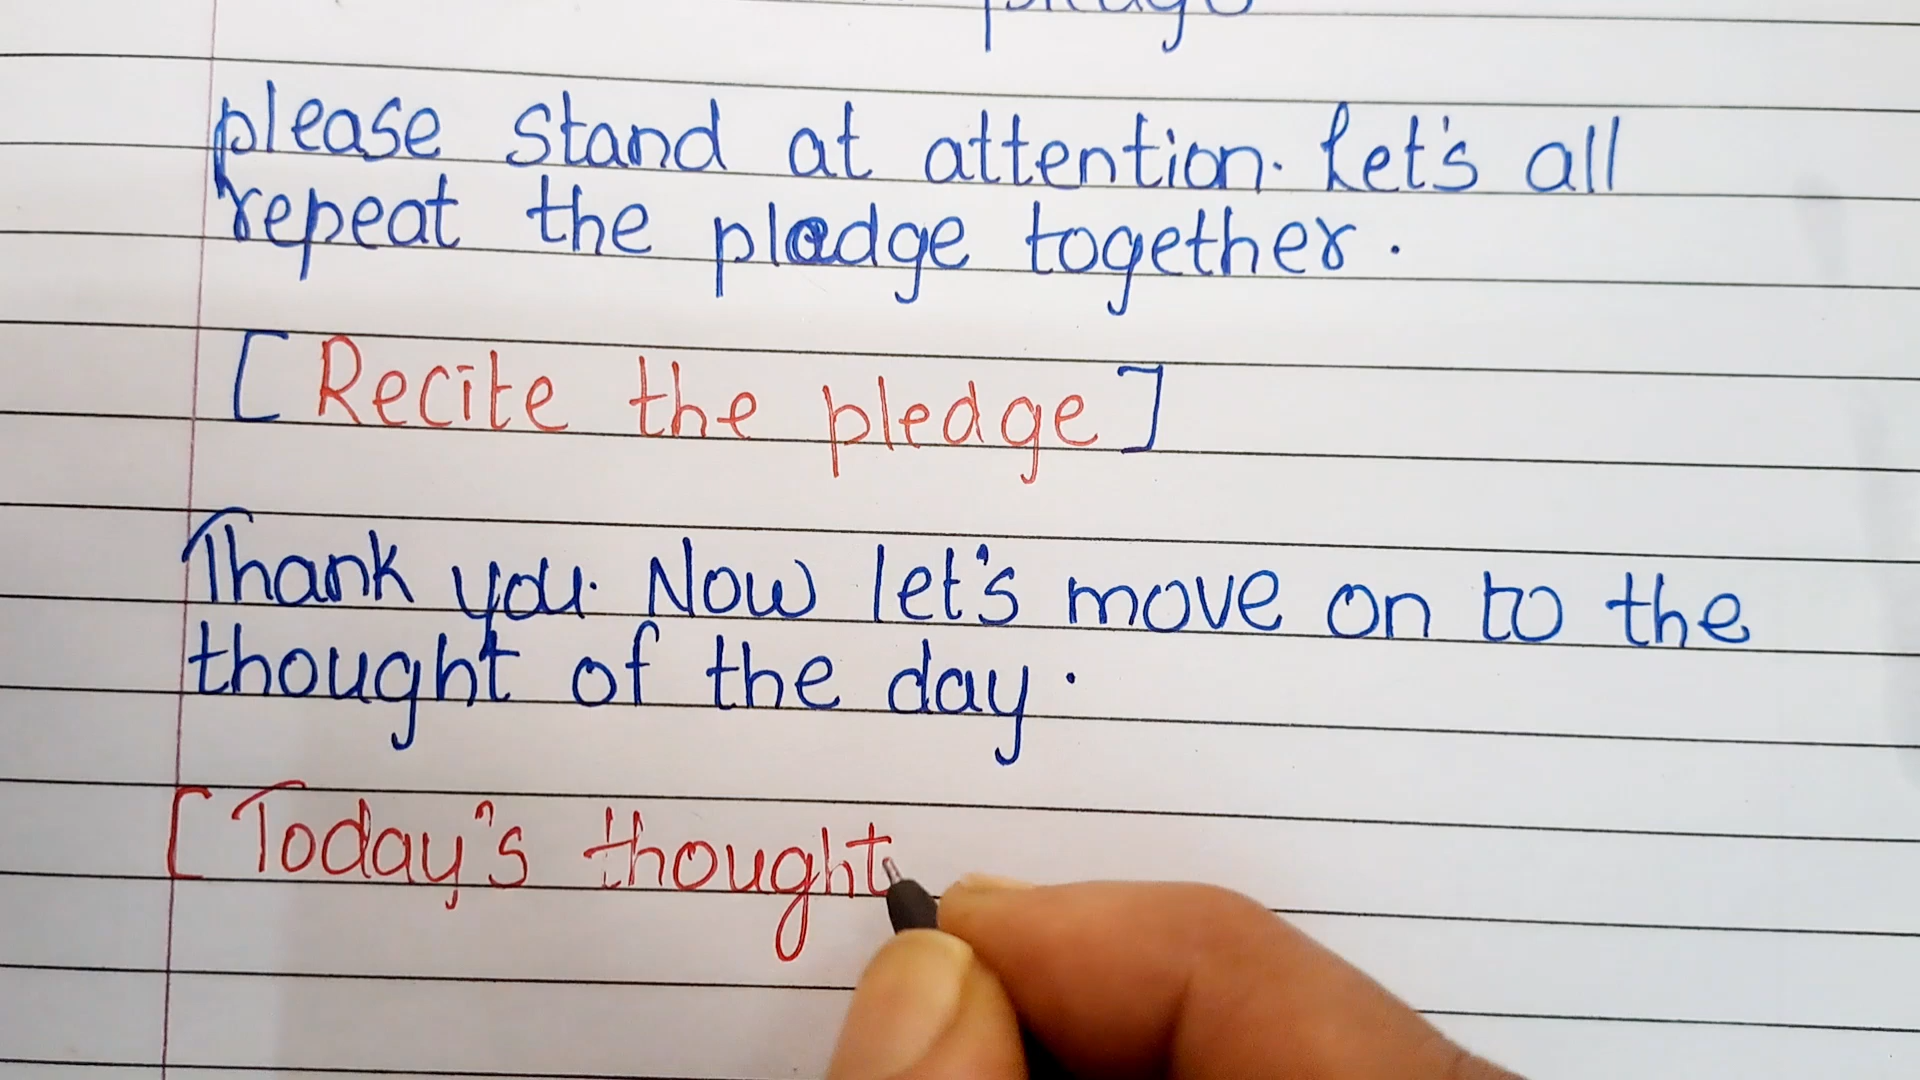 please stand at attention. Let's all
repeat the pledge together.
[Recite the pledge]
Thank you. Now let's move on to the
thought of the day.
[Today's thought